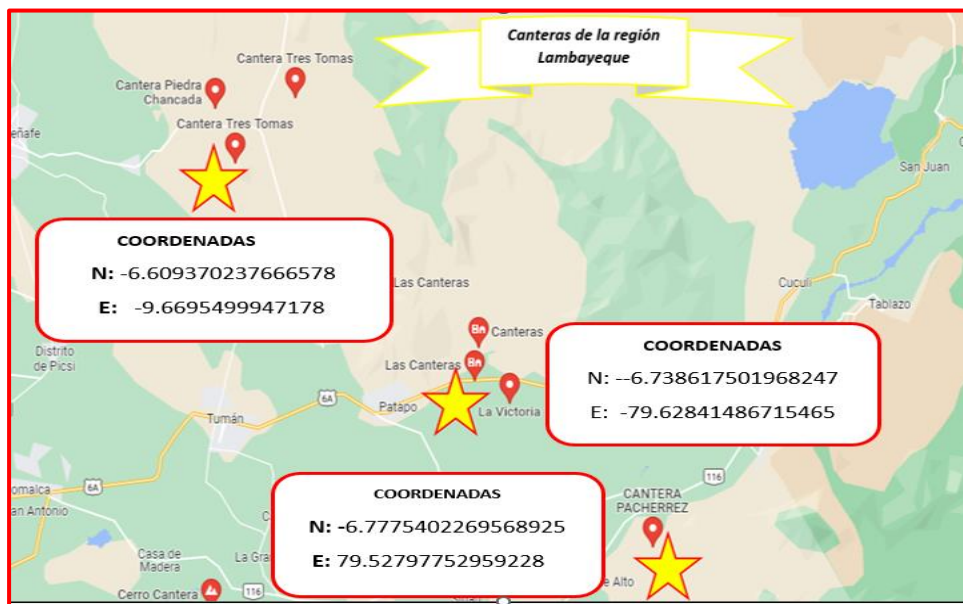 Canteras de la región
Lambayeque
Cantera Tres Tomas
Cantera Piedra
Chancada
Cantera Tres Tomas
eñafe
San Juan
COORDENADAS
N: -6.609370237666578
E: -9.6695499947178
Las Canteras
Cuculi
Tablazo
Canteras
Distrito
de Picsi
Las Canteras
COORDENADAS
N: --6.738617501968247
E: -79.62841486715465
6A
Patapo
La Victoria
Tumán
omalca
6A
an Antonio
116
COORDENADAS
N: -6.7775402269568925
E: 79.52797752959228
CANTERA
PACHERREZ
Casa de
Madera
La Gra
e Alto
Cerro Cantera
116